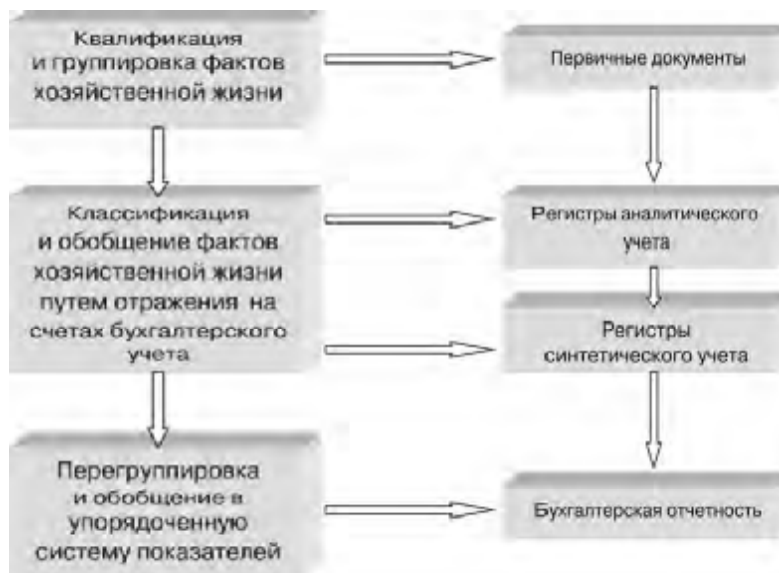 Квалификация
и группировка фактов
хозяйственной жизни
Первичные документы
Классификация
и обобщение фактов
хозяйственной жизни
путем отражения на
счетах бухгалтерского
учета
Регистры аналитического
учета
Регистры
синтетического учета
Перегруппировка
и обобщение в
упорядоченную
систему показателей
Бухгалтерская отчетность